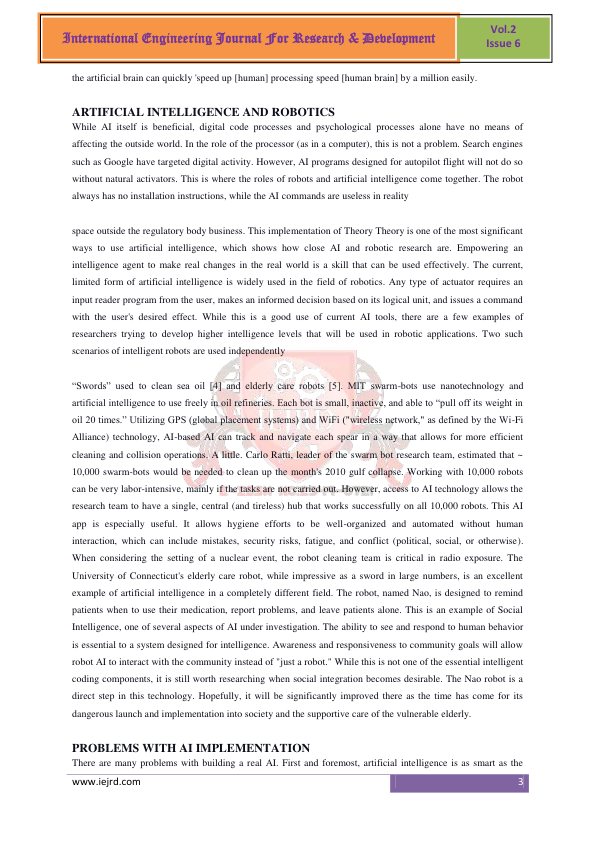 International Engineering Journal For Research & Development
Vol.2
Issue 6
the artificial brain can quickly 'speed up [human] processing speed [human brain] by a million easily.
ARTIFICIAL INTELLIGENCE AND ROBOTICS
While AI itself is beneficial, digital code processes and psychological processes alone have no means of
affecting the outside world. In the role of the processor (as in a computer), this is not a problem. Search engines
such as Google have targeted digital activity. However, AI programs designed for autopilot flight will not do so
without natural activators. This is where the roles of robots and artificial intelligence come together. The robot
always has no installation instructions, while the AI commands are useless in reality
space outside the regulatory body business. This implementation of Theory Theory is one of the most significant
ways to use artificial intelligence, which shows how close AI and robotic research are. Empowering an
intelligence agent to make real changes in the real world is a skill that can be used effectively. The current,
limited form of artificial intelligence is widely used in the field of robotics. Any type of actuator requires an
input reader program from the user, makes an informed decision based on its logical unit, and issues a command
with the user's desired effect. While this is a good use of current AI tools, there are a few examples of
researchers trying to develop higher intelligence levels that will be used in robotic applications. Two such
scenarios of intelligent robots are used independently
“Swords” used to clean sea oil [4] and elderly care robots [5]. MIT swarm-bots use nanotechnology and
artificial intelligence to use freely in oil refineries. Each bot is small, inactive, and able to “pull off its weight in
oil 20 times.” Utilizing GPS (global placement systems) and WiFi ("wireless network," as defined by the Wi-Fi
Alliance) technology, AI-based AI can track and navigate each spear in a way that allows for more efficient
cleaning and collision operations. A little. Carlo Ratti, leader of the swarm bot research team, estimated that ~
10,000 swarm-bots would be needed to clean up the month's 2010 gulf collapse. Working with 10,000 robots
can be very labor-intensive, mainly if the tasks are not carried out. However, access to AI technology allows the
research team to have a single, central (and tireless) hub that works successfully on all 10,000 robots. This AI
app is especially useful. It allows hygiene efforts to be well-organized and automated without human
interaction, which can include mistakes, security risks, fatigue, and conflict (political, social, or otherwise).
When considering the setting of a nuclear event, the robot cleaning team is critical in radio exposure. The
University of Connecticut's elderly care robot, while impressive as a sword in large numbers, is an excellent
example of artificial intelligence in a completely different field. The robot, named Nao, is designed to remind
patients when to use their medication, report problems, and leave patients alone. This is an example of Social
Intelligence, one of several aspects of AI under investigation. The ability to see and respond to human behavior
is essential to a system designed for intelligence. Awareness and responsiveness to community goals will allow
robot AI to interact with the community instead of "just a robot." While this is not one of the essential intelligent
coding components, it is still worth researching when social integration becomes desirable. The Nao robot is a
direct step in this technology. Hopefully, it will be significantly improved there as the time has come for its
dangerous launch and implementation into society and the supportive care of the vulnerable elderly.
PROBLEMS WITH AI IMPLEMENTATION
There are many problems with building a real AI. First and foremost, artificial intelligence is as smart as the
www.iejrd.com
3